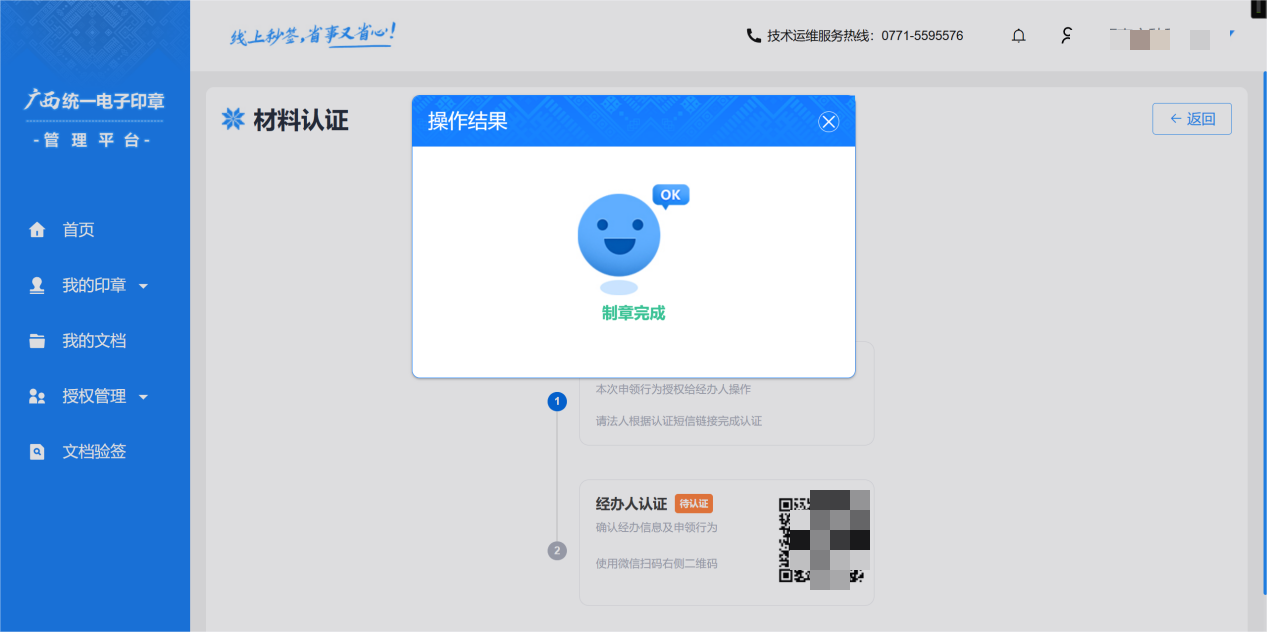 线上秒签,省事又省心!
技术运维服务热线：0771-5595576
广西统一电子印章
-管理平台-
首页
我的印章
我的文档
授权管理
文档验签
材料认证
返回
操作结果
OK
制章完成
1
本次申领行为授权给经办人操作
请法人根据认证短信链接完成认证
2
经办人认证 待认证
确认经办信息及申领行为
使用微信扫码右侧二维码